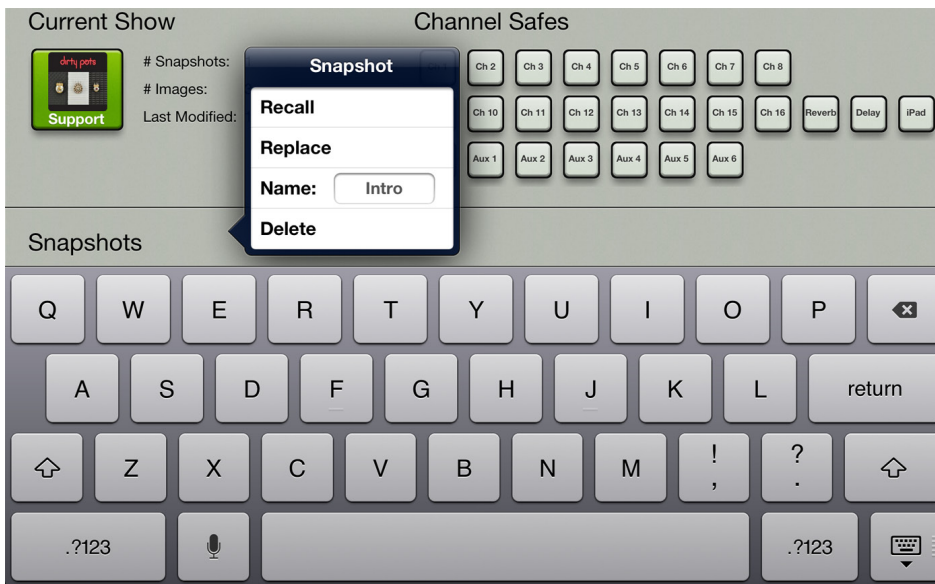 Current Show
Channel Safes
dirty pots
Support
# Snapshots:
# Images:
Last Modified:
Snapshot
Recall
Replace
Name: Intro
Delete
Ch 2 Ch 3 Ch 4 Ch 5 Ch 6 Ch 7 Ch 8
Ch 10 Ch 11 Ch 12 Ch 13 Ch 14 Ch 15 Ch 16 Reverb Delay iPad
Aux 1 Aux 2 Aux 3 Aux 4 Aux 5 Aux 6
Snapshots
Q W E R T Y U I O P
A S D F G H J K L return
Z X C V B N M ! , ? .
.?123 .?123